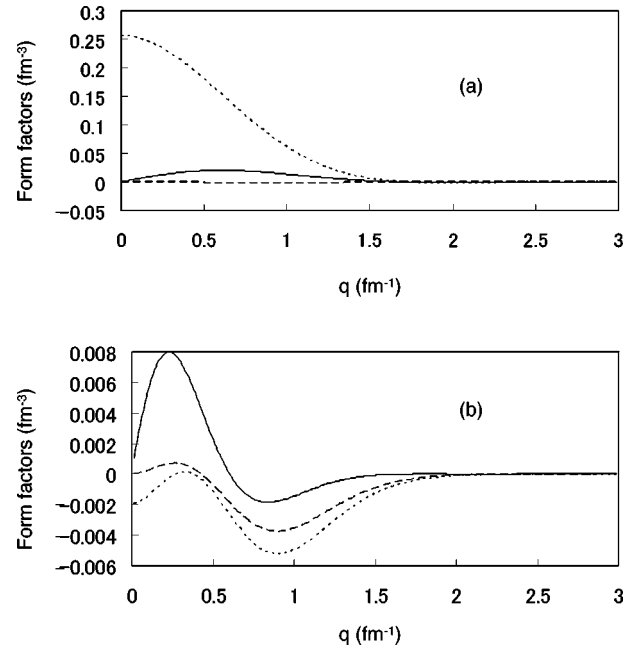 Form factors (fm⁻³)
0.3
0.25
0.2
0.15
0.1
0.05
0
−0.05
(a)
0 0.5 1 1.5 2 2.5 3
q (fm⁻¹)
Form factors (fm⁻³)
0.008
0.006
0.004
0.002
0
−0.002
−0.004
−0.006
(b)
0 0.5 1 1.5 2 2.5 3
q (fm⁻¹)